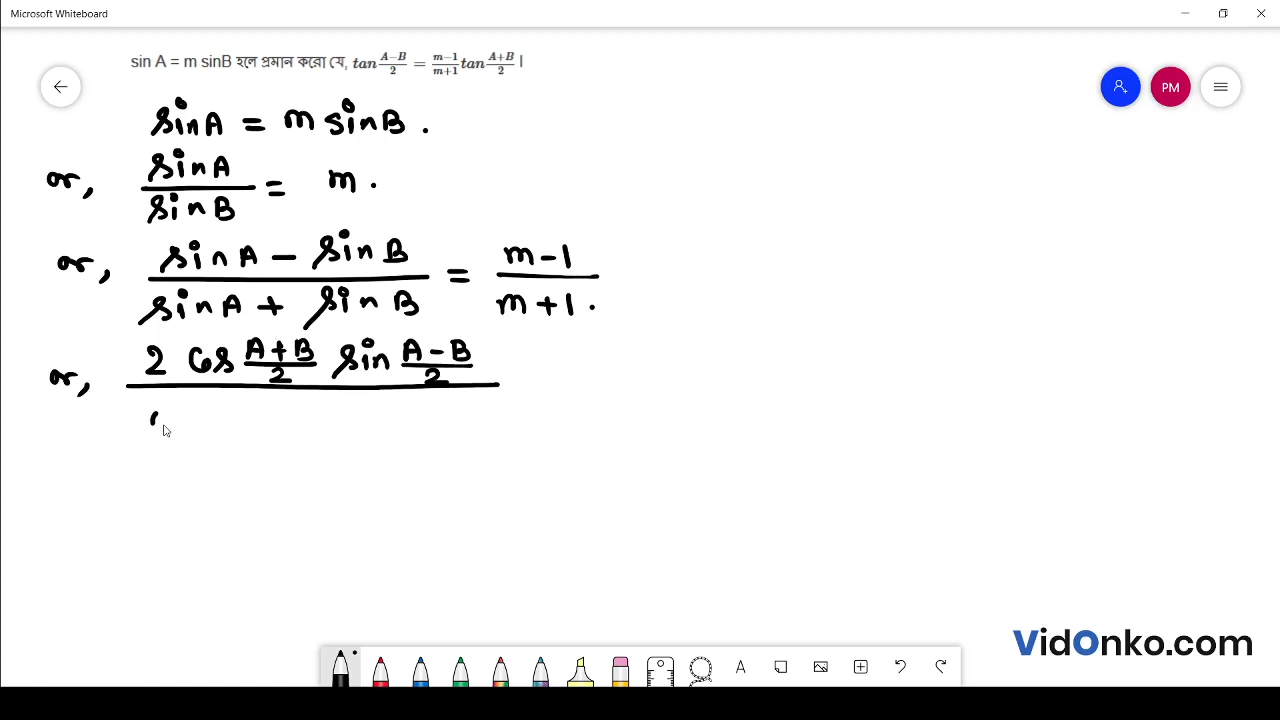 Microsoft Whiteboard
sin A = m sinB হলে প্রমান করো যে, tan (A−B)/2 = (m−1)/(m+1) tan (A+B)/2 ।
PM
sinA = m sinB .
or, sinA / sinB = m .
or, (sinA − sinB) / (sinA + sinB) = (m−1) / (m+1) .
or, 2 cos (A+B)/2 sin (A−B)/2
VidOnko.com
A